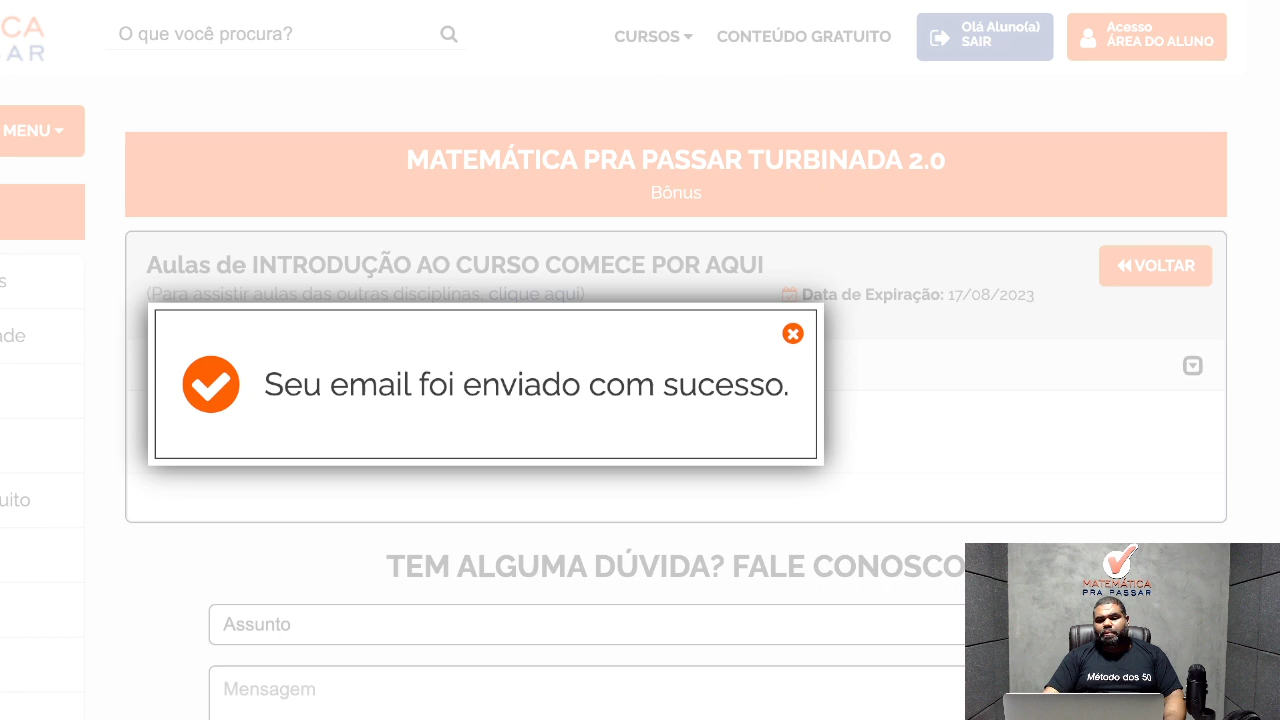 ICA
SAR
O que você procura?
CURSOS
CONTEÚDO GRATUITO
Olá Aluno(a)
SAIR
Acesso
ÁREA DO ALUNO
MENU
MATEMÁTICA PRA PASSAR TURBINADA 2.0
Bônus
Aulas de INTRODUÇÃO AO CURSO COMECE POR AQUI
VOLTAR
(Para assistir aulas das outras disciplinas, clique aqui)
Data de Expiração: 17/08/2023
s
ade
uito
Seu email foi enviado com sucesso.
TEM ALGUMA DÚVIDA? FALE CONOSCO
Assunto
Mensagem
MATEMÁTICA
PRA PASSAR
Método dos 50